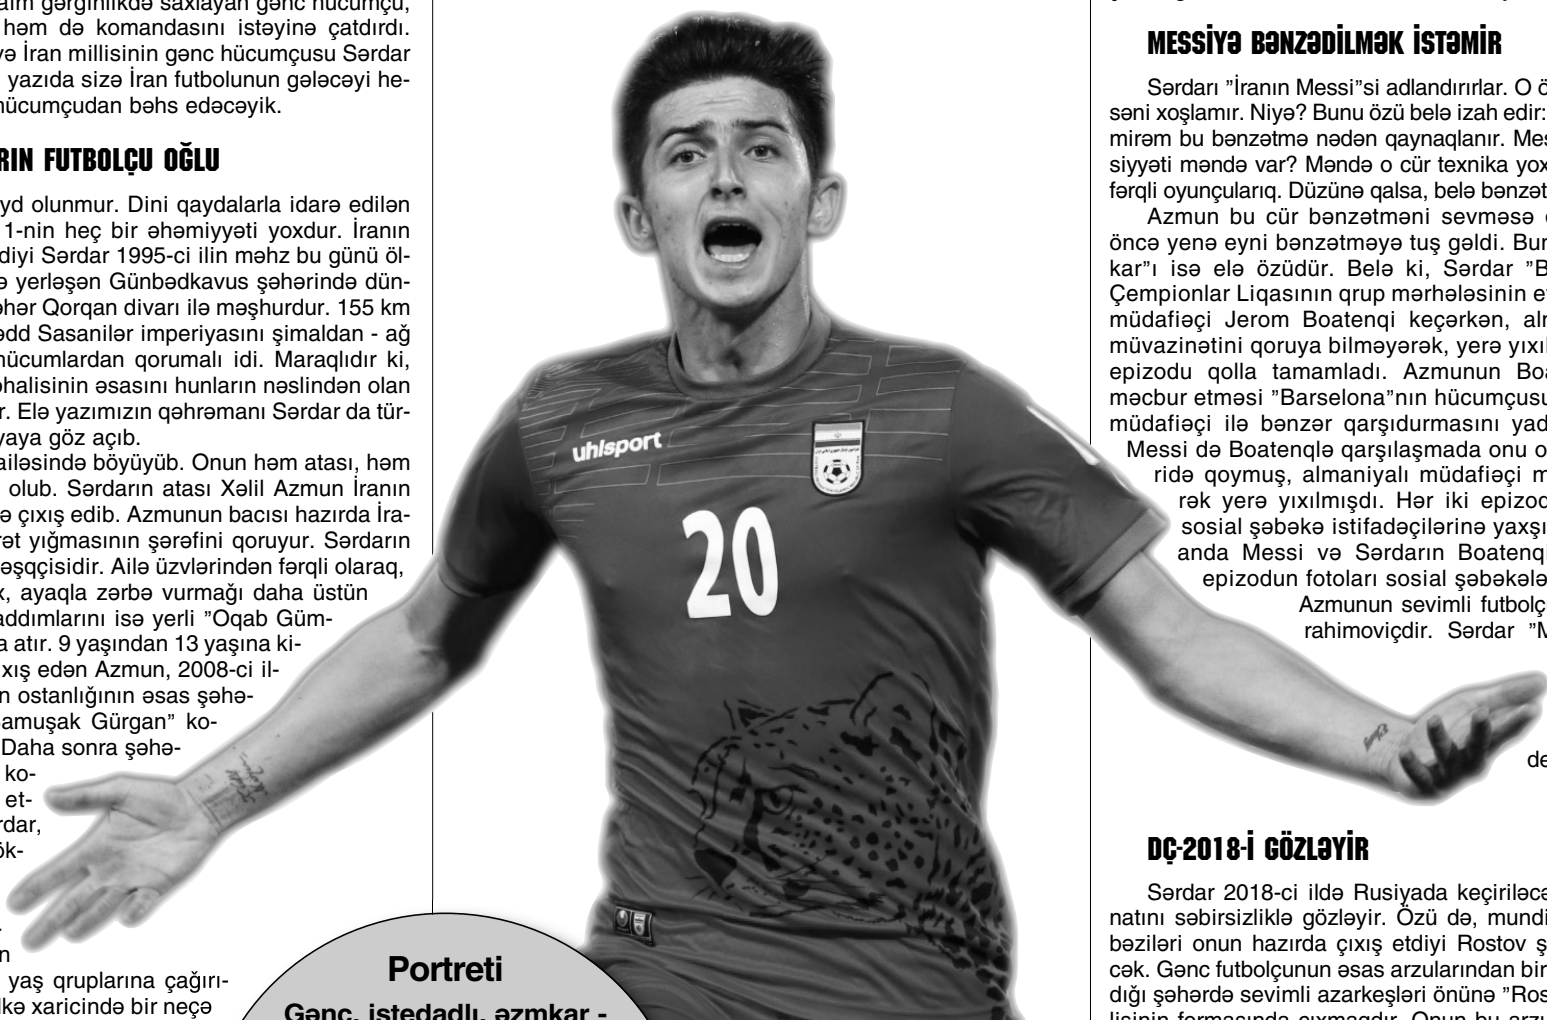 aim gərginlikdə saxlayan gənc hücumçu,
həm də komandasını istəyinə çatdırdı.
və İran millisinin gənc hücumçusu Sərdar
yazıda sizə İran futbolunun gələcəyi he-
hücumçudan bəhs edəcəyik.
RIN FUTBOLÇU OĞLU
yd olunmur. Dini qaydalarla idarə edilən
1-nin heç bir əhəmiyyəti yoxdur. İranın
diyi Sərdar 1995-ci ilin məhz bu günü öl-
ə yerləşən Günbədkavus şəhərində dün-
əhər Qorqan divarı ilə məşhurdur. 155 km
ədd Sasanilər imperiyasını şimaldan - ağ
hücumlardan qorumalı idi. Maraqlıdır ki,
əhalisinin əsasını hunların nəslindən olan
r. Elə yazımızın qəhrəmanı Sərdar da tür-
yaya göz açıb.
ailəsində böyüyüb. Onun həm atası, həm
olub. Sərdarın atası Xəlil Azmun İranın
ə çıxış edib. Azmunun bacısı hazırda İra-
rət yığmasının şərəfini qoruyur. Sərdarın
əşqçisidir. Ailə üzvlərindən fərqli olaraq,
x, ayaqla zərbə vurmağı daha üstün
addımlarını isə yerli ”Oqab Güm-
a atır. 9 yaşından 13 yaşına ki-
xış edən Azmun, 2008-ci il-
n ostanlığının əsas şəhə-
Şamuşak Gürgan” ko-
Daha sonra şəhə-
ko-
et-
rdar,
ök-
n
yaş qruplarına çağırı-
lkə xaricində bir neçə
uhlsport
20
Portreti
Gənc, istedadlı, əzmkar -
MESSİYƏ BƏNZƏDİLMƏK İSTƏMİR
Sərdarı ”İranın Messi”si adlandırırlar. O ö
səni xoşlamır. Niyə? Bunu özü belə izah edir:
mirəm bu bənzətmə nədən qaynaqlanır. Mes
siyyəti məndə var? Məndə o cür texnika yox
fərqli oyunçularıq. Düzünə qalsa, belə bənzət
Azmun bu cür bənzətməni sevməsə d
öncə yenə eyni bənzətməyə tuş gəldi. Bun
kar”ı isə elə özüdür. Belə ki, Sərdar ”B
Çempionlar Liqasının qrup mərhələsinin e
müdafiəçi Jerom Boatenqi keçərkən, alm
müvazinətini qoruya bilməyərək, yerə yıxıl
epizodu qolla tamamladı. Azmunun Boa
məcbur etməsi ”Barselona”nın hücumçusu
müdafiəçi ilə bənzər qarşıdurmasını yad
Messi də Boatenqlə qarşılaşmada onu o
ridə qoymuş, almaniyalı müdafiəçi m
rək yerə yıxılmışdı. Hər iki epizod
sosial şəbəkə istifadəçilərinə yaxşı
anda Messi və Sərdarın Boatenqi
epizodun fotoları sosial şəbəkələ
Azmunun sevimli futbolç
rahimoviçdir. Sərdar ”M
də
DÇ-2018-İ GÖZLƏYİR
Sərdar 2018-ci ildə Rusiyada keçiriləcə
natını səbirsizliklə gözləyir. Özü də, mundi
bəziləri onun hazırda çıxış etdiyi Rostov ş
cək. Gənc futbolçunun əsas arzularından bir
dığı şəhərdə sevimli azarkeşləri önünə ”Ros
lisinin formasında çıxmaqdır. Onun bu arzu